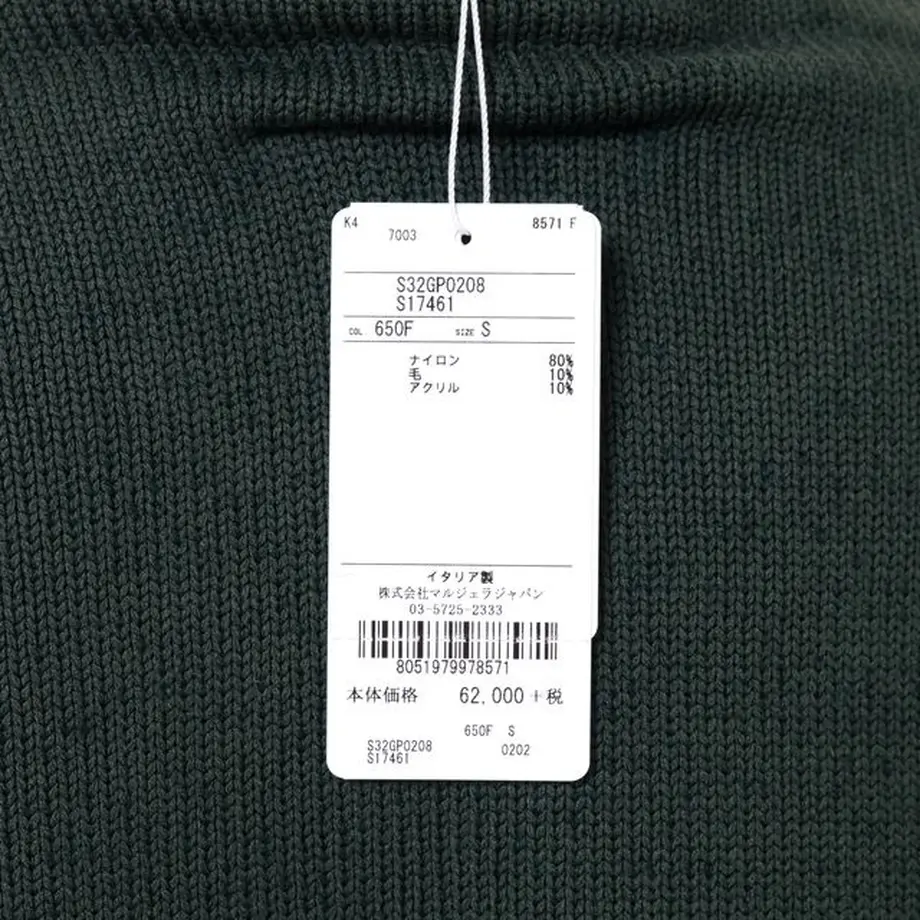 K4 8571 F
7003
S32GP0208
S17461
COL 650F SIZE S
ナイロン 80%
毛 10%
アクリル 10%
イタリア製
株式会社マルジェラジャパン
03-5725-2333
8051979978571
本体価格 62,000+税
650F S
S32GP0208 0202
S17461